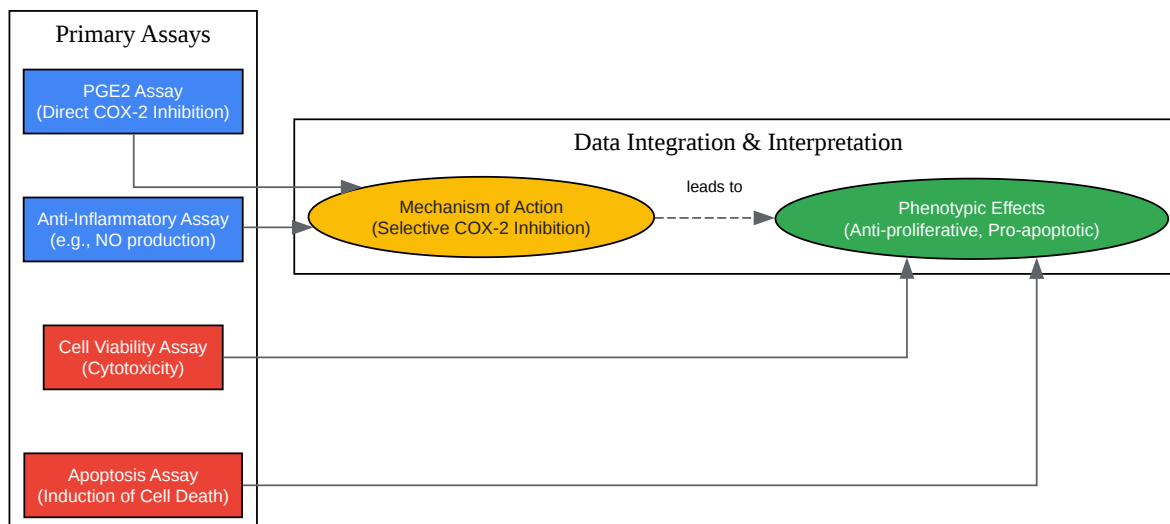 Primary Assays
PGE2 Assay
(Direct COX-2 Inhibition)
Anti-Inflammatory Assay
(e.g., NO production)
Cell Viability Assay
(Cytotoxicity)
Apoptosis Assay
(Induction of Cell Death)
Data Integration & Interpretation
Mechanism of Action
(Selective COX-2 Inhibition)
leads to
Phenotypic Effects
(Anti-proliferative, Pro-apoptotic)